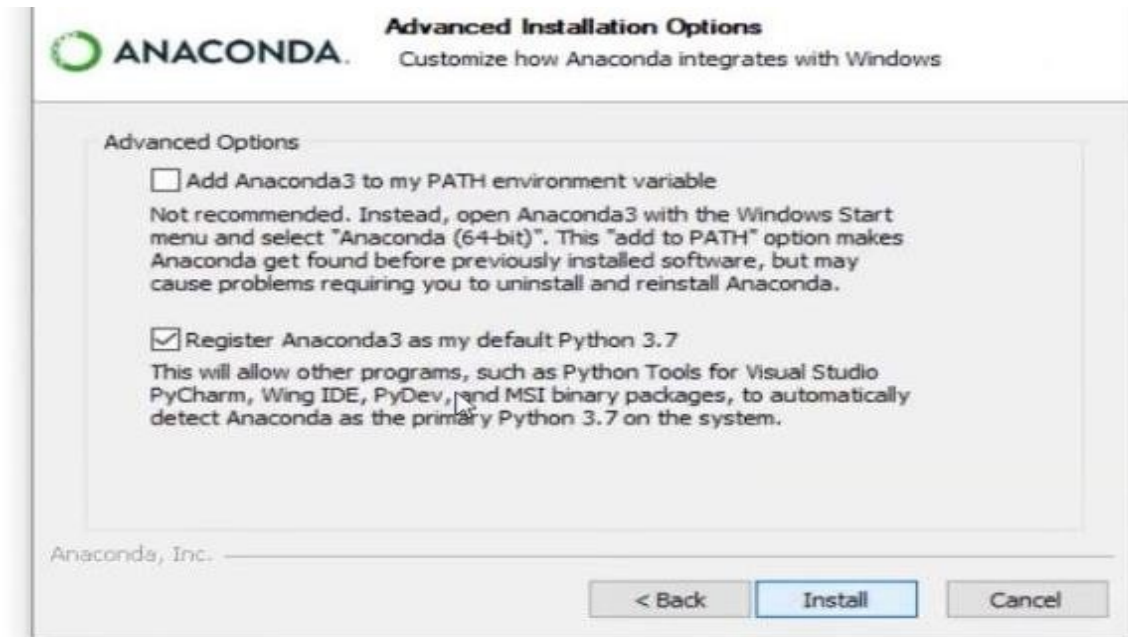 Advanced Installation Options
ANACONDA.
Customize how Anaconda integrates with Windows
Advanced Options
Add Anaconda3 to my PATH environment variable
Not recommended. Instead, open Anaconda3 with the Windows Start
menu and select "Anaconda (64-bit)". This "add to PATH" option makes
Anaconda get found before previously installed software, but may
cause problems requiring you to uninstall and reinstall Anaconda.
Register Anaconda3 as my default Python 3.7
This will allow other programs, such as Python Tools for Visual Studio
PyCharm, Wing IDE, PyDev, and MSI binary packages, to automatically
detect Anaconda as the primary Python 3.7 on the system.
Anaconda, Inc.
< Back
Install
Cancel